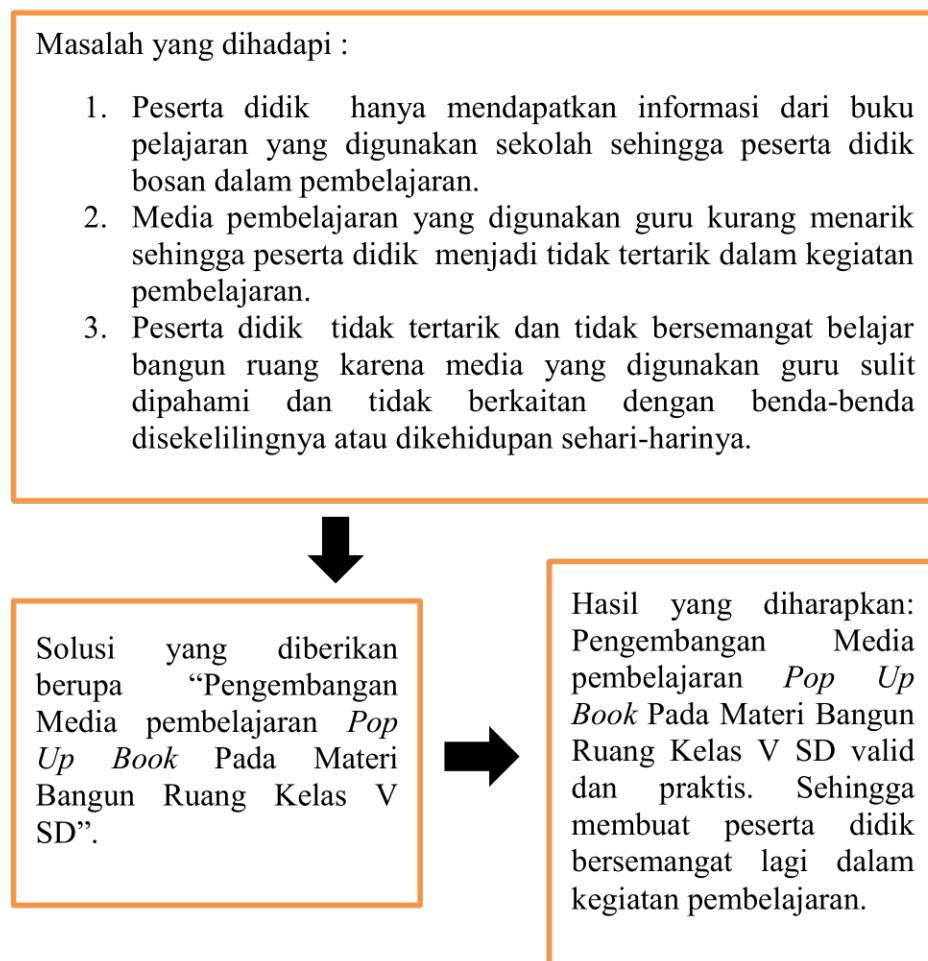 Masalah yang dihadapi :
1. Peserta didik hanya mendapatkan informasi dari buku
pelajaran yang digunakan sekolah sehingga peserta didik
bosan dalam pembelajaran.
2. Media pembelajaran yang digunakan guru kurang menarik
sehingga peserta didik menjadi tidak tertarik dalam kegiatan
pembelajaran.
3. Peserta didik tidak tertarik dan tidak bersemangat belajar
bangun ruang karena media yang digunakan guru sulit
dipahami dan tidak berkaitan dengan benda-benda
disekelilingnya atau dikehidupan sehari-harinya.
Solusi yang diberikan
berupa “Pengembangan
Media pembelajaran Pop
Up Book Pada Materi
Bangun Ruang Kelas V
SD”.
Hasil yang diharapkan:
Pengembangan Media
pembelajaran Pop Up
Book Pada Materi Bangun
Ruang Kelas V SD valid
dan praktis. Sehingga
membuat peserta didik
bersemangat lagi dalam
kegiatan pembelajaran.